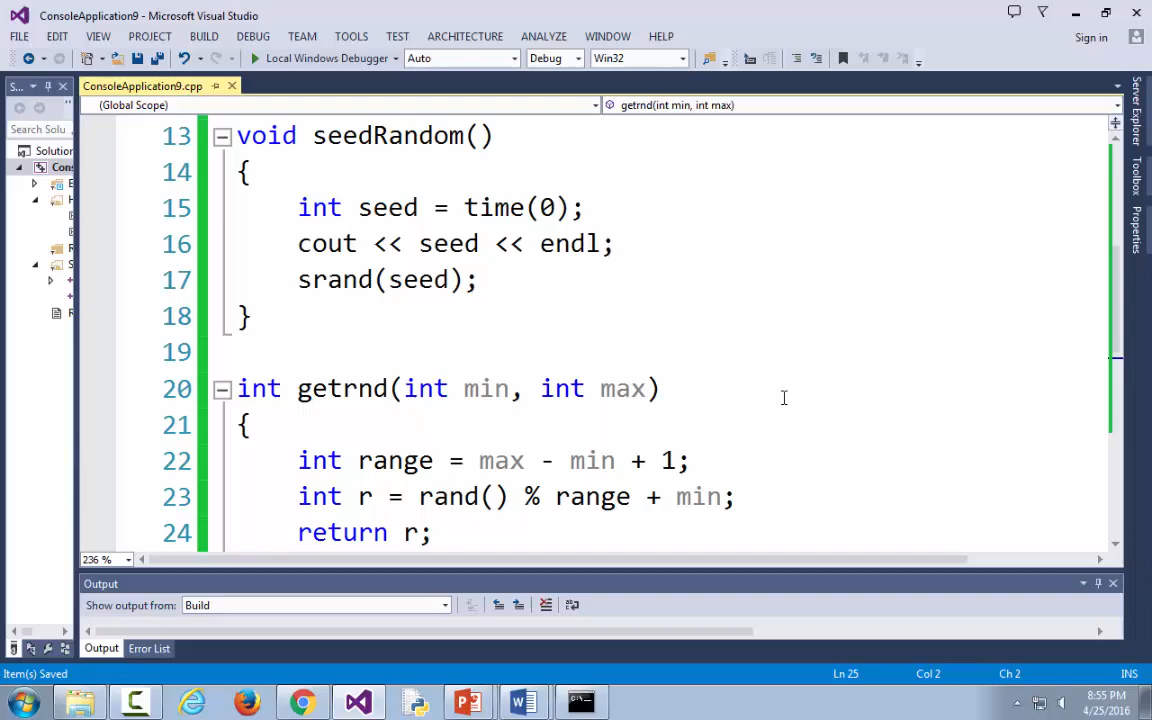 ConsoleApplication9 - Microsoft Visual Studio
FILE EDIT VIEW PROJECT BUILD DEBUG TEAM TOOLS TEST ARCHITECTURE ANALYZE WINDOW HELP
Sign in
Local Windows Debugger Auto Debug Win32
S...
ConsoleApplication9.cpp
(Global Scope) getrnd(int min, int max)
Search Solu
Solution
Cons
13 void seedRandom()
14 {
15 int seed = time(0);
16 cout << seed << endl;
17 srand(seed);
18 }
19
20 int getrnd(int min, int max)
21 {
22 int range = max - min + 1;
23 int r = rand() % range + min;
24 return r;
Server Explorer
Toolbox
Properties
236 %
Output
Show output from: Build
Output Error List
Item(s) Saved Ln 25 Col 2 Ch 2 INS
8:55 PM
4/25/2016